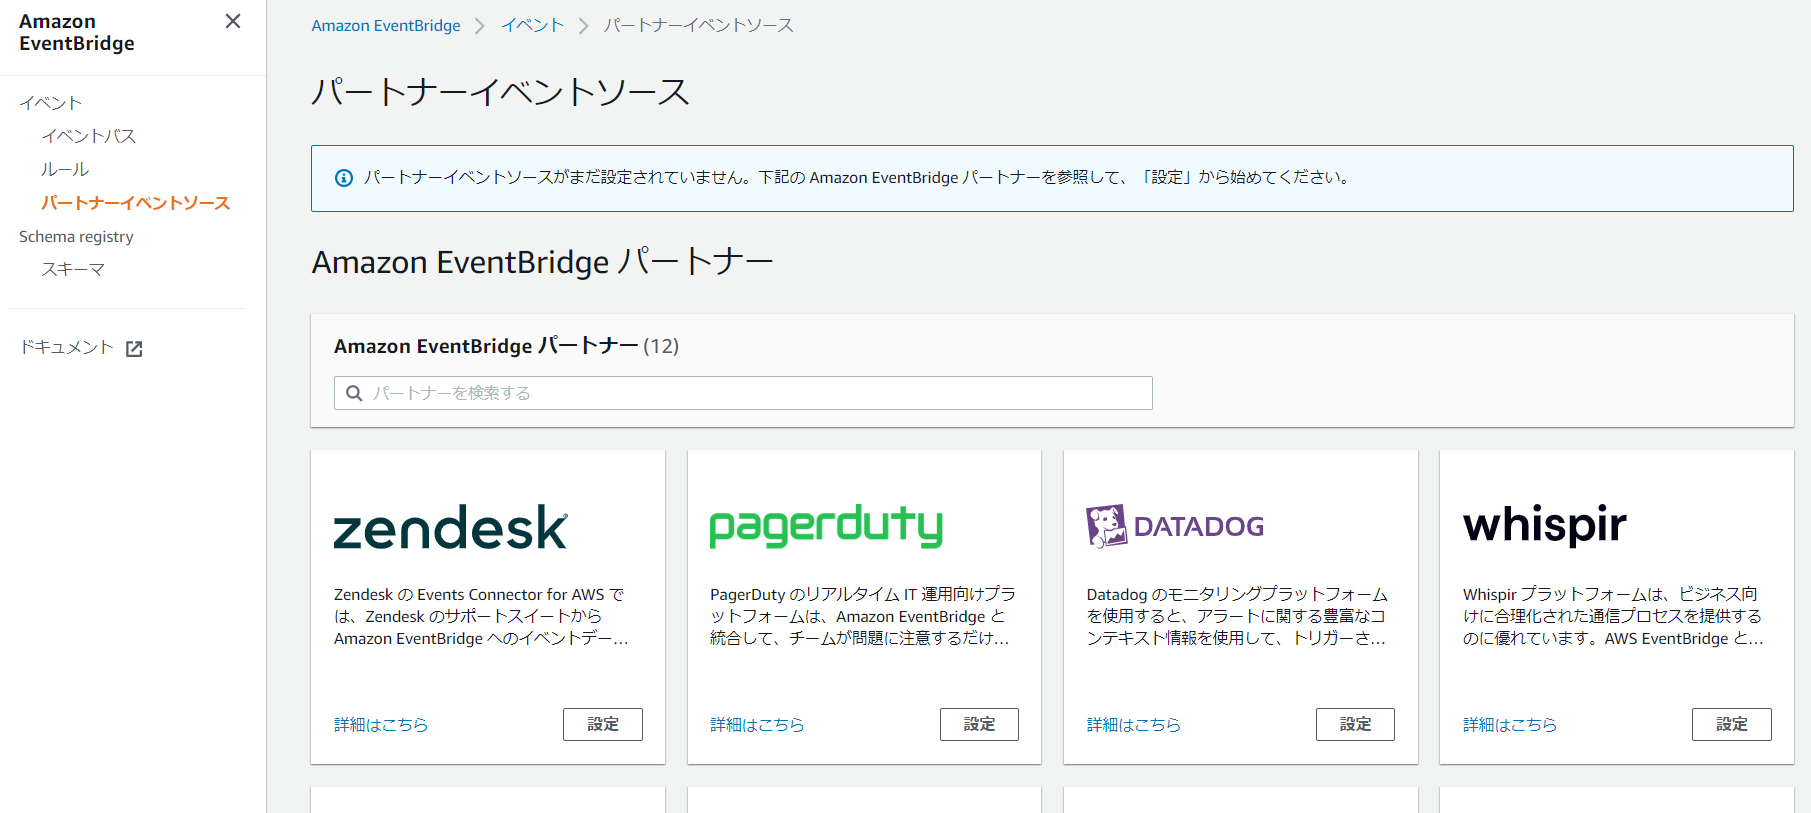 Amazon
EventBridge
イベント
イベントバス
ルール
パートナーイベントソース
Schema registry
スキーマ
ドキュメント
Amazon EventBridge
イベント
パートナーイベントソース
パートナーイベントソース
パートナーイベントソースがまだ設定されていません。下記の Amazon EventBridge パートナーを参照して、「設定」から始めてください。
Amazon EventBridge パートナー
Amazon EventBridge パートナー (12)
パートナーを検索する
zendesk
Zendesk の Events Connector for AWS で
は、Zendesk のサポートスイートから
Amazon EventBridge へのイベントデー…
詳細はこちら
設定
pagerduty
PagerDuty のリアルタイム IT 運用向けプラ
ットフォームは、Amazon EventBridge と
統合して、チームが問題に注意するだけ…
詳細はこちら
設定
DATADOG
Datadog のモニタリングプラットフォーム
を使用すると、アラートに関する豊富なコ
ンテキスト情報を使用して、トリガーさ…
詳細はこちら
設定
whispir
Whispir プラットフォームは、ビジネス向
けに合理化された通信プロセスを提供する
のに優れています。AWS EventBridge と…
詳細はこちら
設定